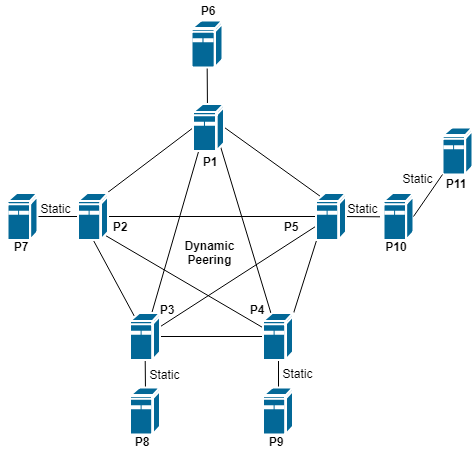 P6
P1
P11
Static
Static
P2
P5
Static
P7
P10
Dynamic
Peering
P3
P4
Static
Static
P8
P9